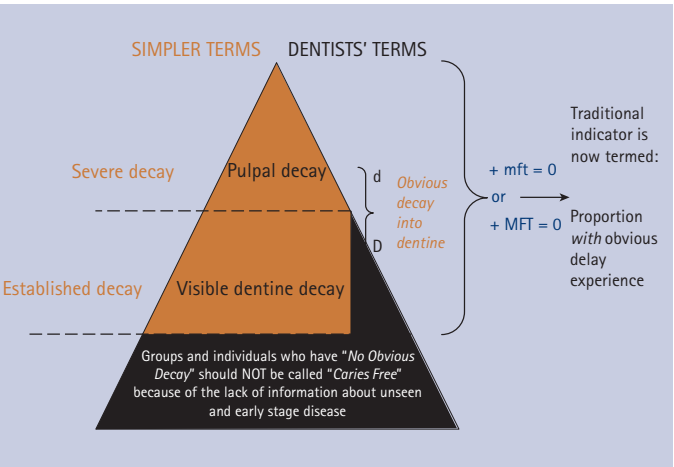 SIMPLER TERMS DENTISTS' TERMS
Severe decay
Pulpal decay
d
D
Obvious
decay
into
dentine
+ mft = 0
or
+ MFT = 0
Traditional
indicator is
now termed:
Proportion
with obvious
delay
experience
Established decay
Visible dentine decay
Groups and individuals who have "No Obvious
Decay" should NOT be called "Caries Free"
because of the lack of information about unseen
and early stage disease